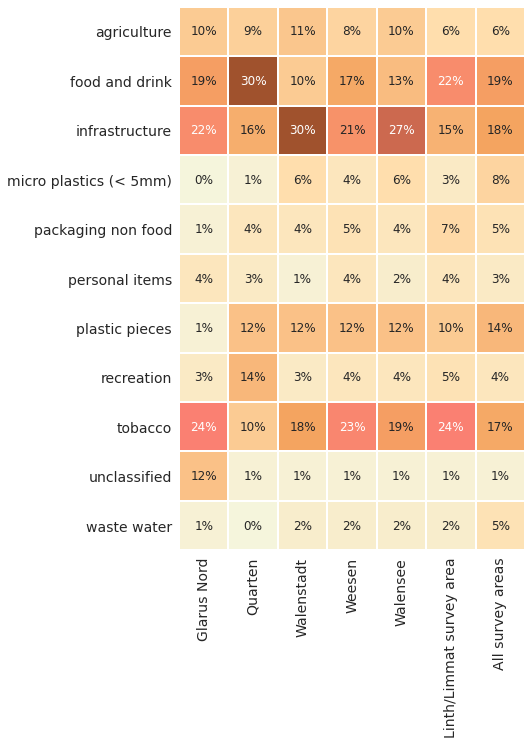 agriculture 10% 9% 11% 8% 10% 6% 6%
food and drink 19% 30% 10% 17% 13% 22% 19%
infrastructure 22% 16% 30% 21% 27% 15% 18%
micro plastics (< 5mm) 0% 1% 6% 4% 6% 3% 8%
packaging non food 1% 4% 4% 5% 4% 7% 5%
personal items 4% 3% 1% 4% 2% 4% 3%
plastic pieces 1% 12% 12% 12% 12% 10% 14%
recreation 3% 14% 3% 4% 4% 5% 4%
tobacco 24% 10% 18% 23% 19% 24% 17%
unclassified 12% 1% 1% 1% 1% 1% 1%
waste water 1% 0% 2% 2% 2% 2% 5%
Glarus Nord
Quarten
Walenstadt
Weesen
Walensee
Linth/Limmat survey area
All survey areas